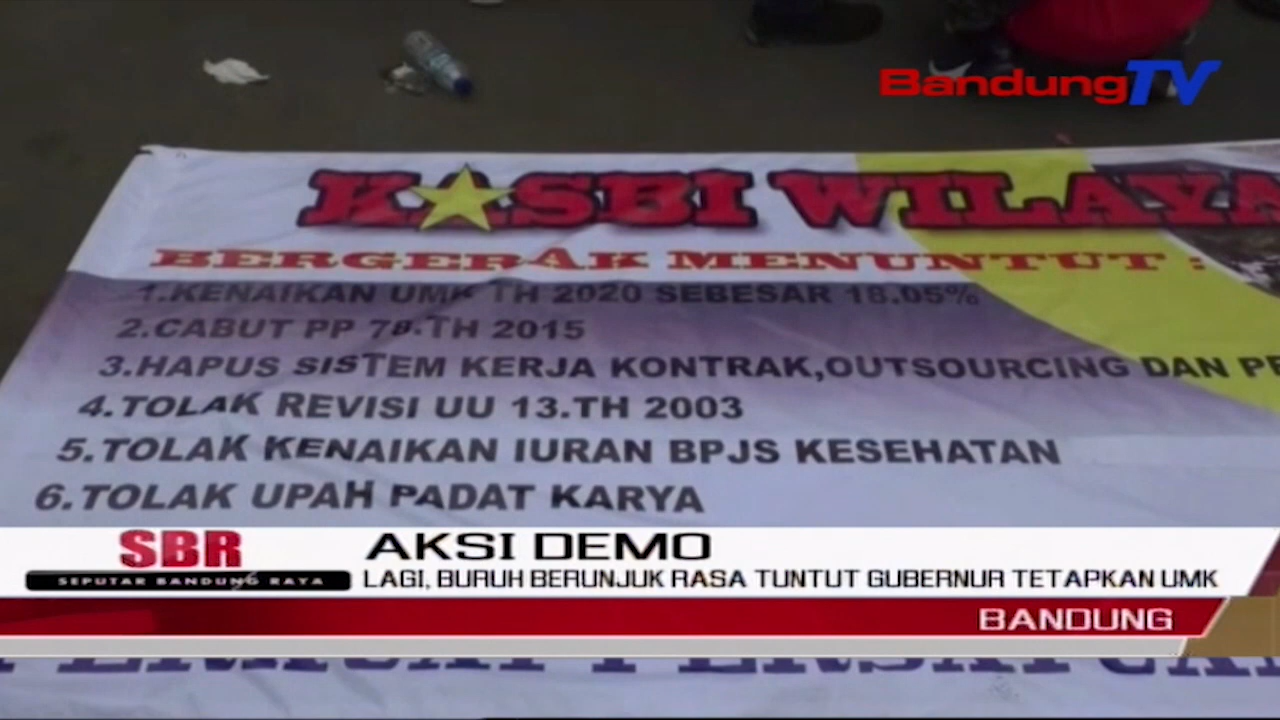 BandungTV
KASBI
BERGERAK MENUNTUT :
1.KENAIKAN UMK TH 2020 SEBESAR 18.05%
2.CABUT PP 78.TH 2015
3.HAPUS SISTEM KERJA KONTRAK,OUTSOURCING DAN
4.TOLAK REVISI UU 13.TH 2003
5.TOLAK KENAIKAN IURAN BPJS KESEHATAN
6.TOLAK UPAH PADAT KARYA
SBR AKSI DEMO
SEPUTAR BANDUNG RAYA LAGI, BURUH BERUNJUK RASA TUNTUT GUBERNUR TETAPKAN UMK
BANDUNG